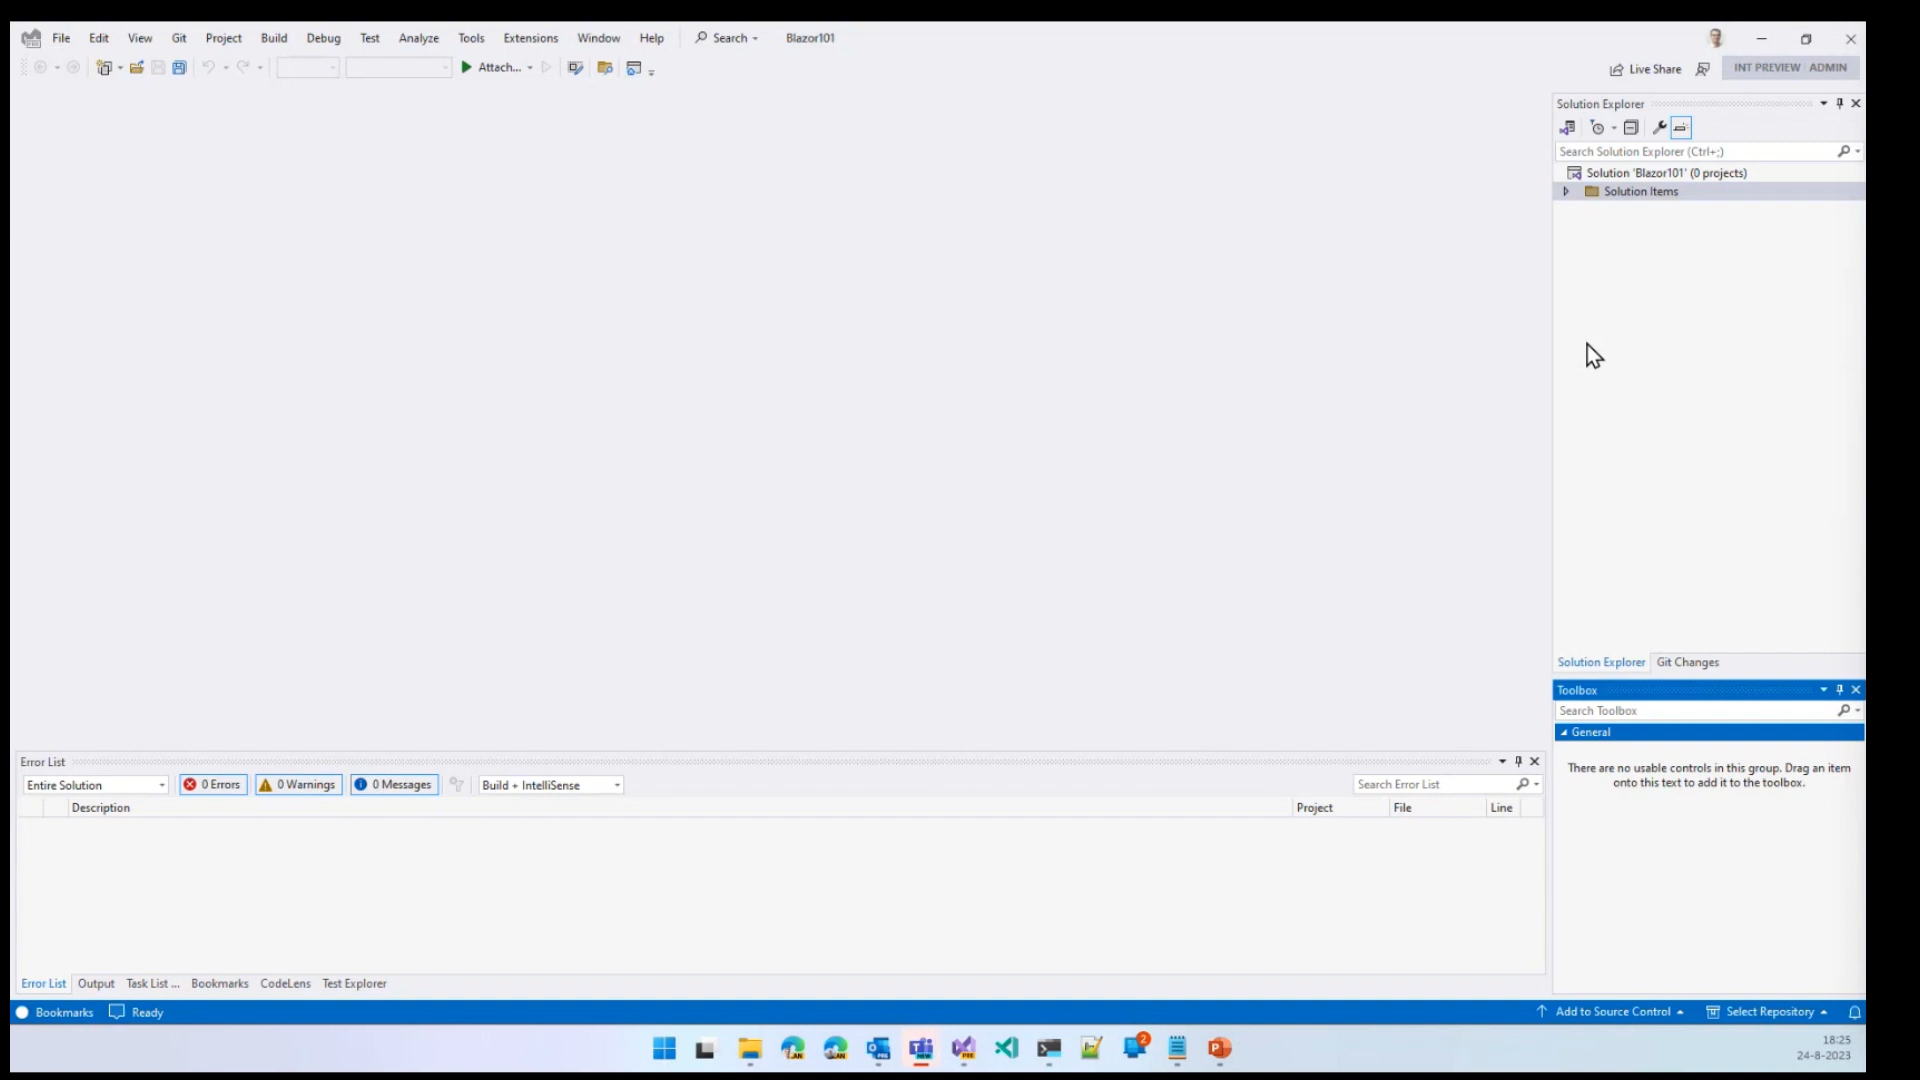 File Edit View Git Project Build Debug Test Analyze Tools Extensions Window Help Search Blazor101
Attach...
Live Share INT PREVIEW ADMIN
Solution Explorer
Search Solution Explorer (Ctrl+;)
Solution 'Blazor101' (0 projects)
Solution Items
Solution Explorer Git Changes
Toolbox
Search Toolbox
General
There are no usable controls in this group. Drag an item
onto this text to add it to the toolbox.
Error List
Entire Solution 0 Errors 0 Warnings 0 Messages Build + IntelliSense Search Error List
Description Project File Line
Error List Output Task List ... Bookmarks CodeLens Test Explorer
Bookmarks Ready Add to Source Control Select Repository
2
18:25
24-8-2023